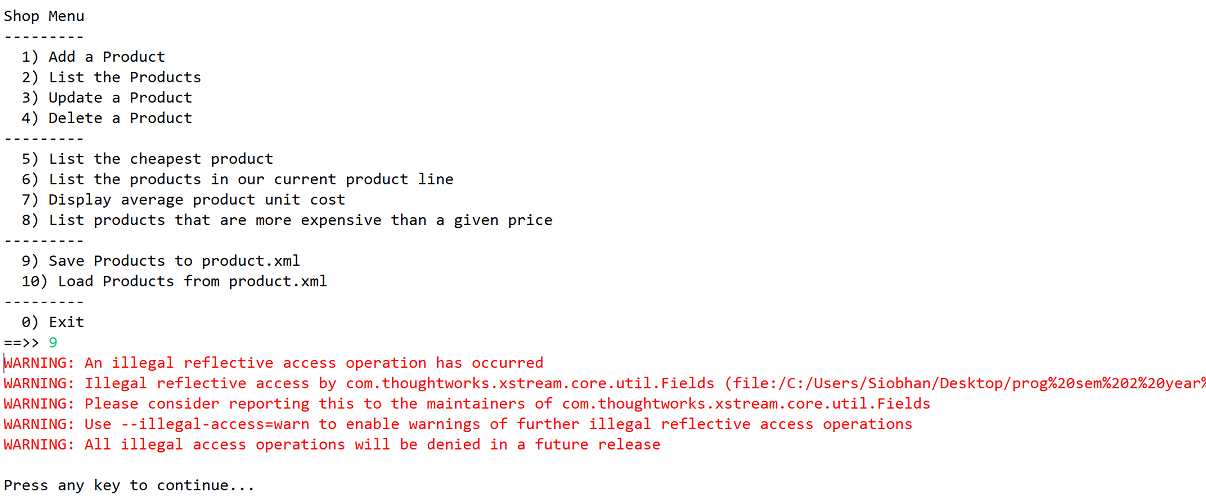 Shop Menu
---------
  1) Add a Product
  2) List the Products
  3) Update a Product
  4) Delete a Product
---------
  5) List the cheapest product
  6) List the products in our current product line
  7) Display average product unit cost
  8) List products that are more expensive than a given price
---------
  9) Save Products to product.xml
  10) Load Products from product.xml
---------
  0) Exit
==>> 9
WARNING: An illegal reflective access operation has occurred
WARNING: Illegal reflective access by com.thoughtworks.xstream.core.util.Fields (file:/C:/Users/Siobhan/Desktop/prog%20sem%202%20year%
WARNING: Please consider reporting this to the maintainers of com.thoughtworks.xstream.core.util.Fields
WARNING: Use --illegal-access=warn to enable warnings of further illegal reflective access operations
WARNING: All illegal access operations will be denied in a future release

Press any key to continue...